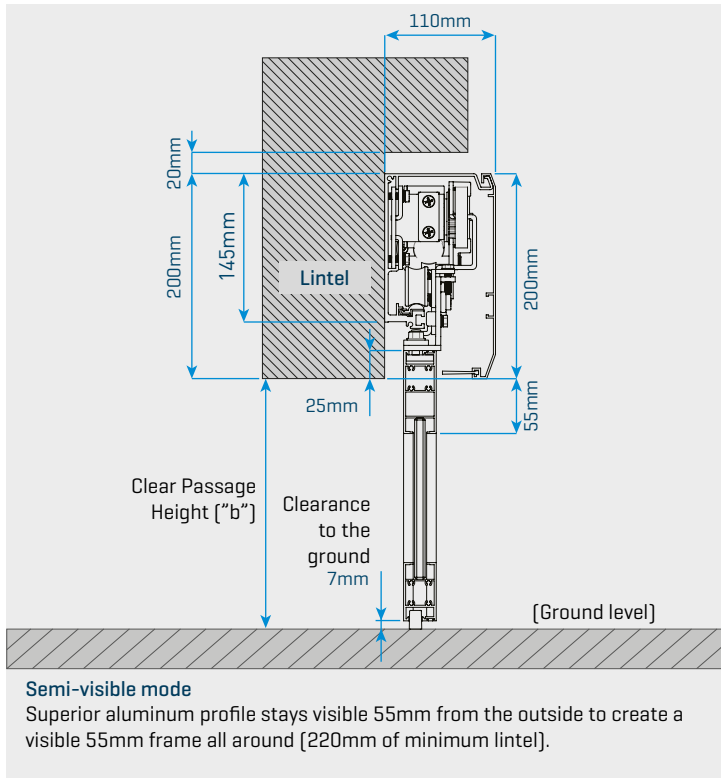 110mm
20mm
200mm
145mm
Lintel
200mm
25mm
55mm
Clear Passage
Height ("b")
Clearance
to the
ground
7mm
(Ground level)
Semi-visible mode
Superior aluminum profile stays visible 55mm from the outside to create a
visible 55mm frame all around (220mm of minimum lintel).